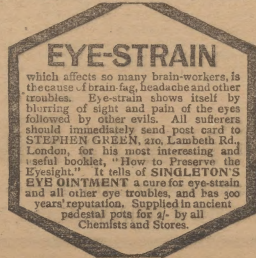 EYE-STRAIN
which affects so many brain-workers, is
the cause of brain-fag, headache and other
troubles. Eye-strain shows itself by
blurring of sight and pain of the eyes
followed by other evils. All sufferers
should immediately send post card to
STEPHEN GREEN, 210, Lambeth Rd.,
London, for his most interesting and
useful booklet, "How to Preserve the
Eyesight." It tells of SINGLETON'S
EYE OINTMENT a cure for eye-strain
and all other eye troubles, and has 300
years' reputation. Supplied in ancient
pedestal pots for 2/- by all
Chemists and Stores.